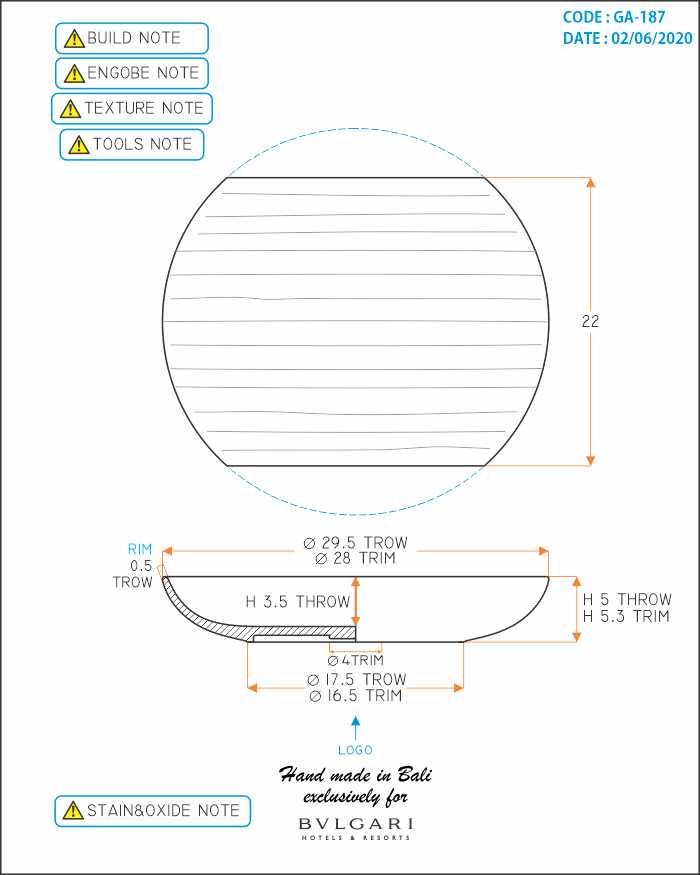 CODE : GA-187
DATE : 02/06/2020
BUILD NOTE
ENGOBE NOTE
TEXTURE NOTE
TOOLS NOTE
22
Ø 29.5 TROW
Ø 28 TRIM
RIM
0.5
TROW
H 3.5 THROW
H 5 THROW
H 5.3 TRIM
Ø 4TRIM
Ø 17.5 TROW
Ø 16.5 TRIM
LOGO
Hand made in Bali
exclusively for
BVLGARI
HOTELS & RESORTS
STAIN&OXIDE NOTE